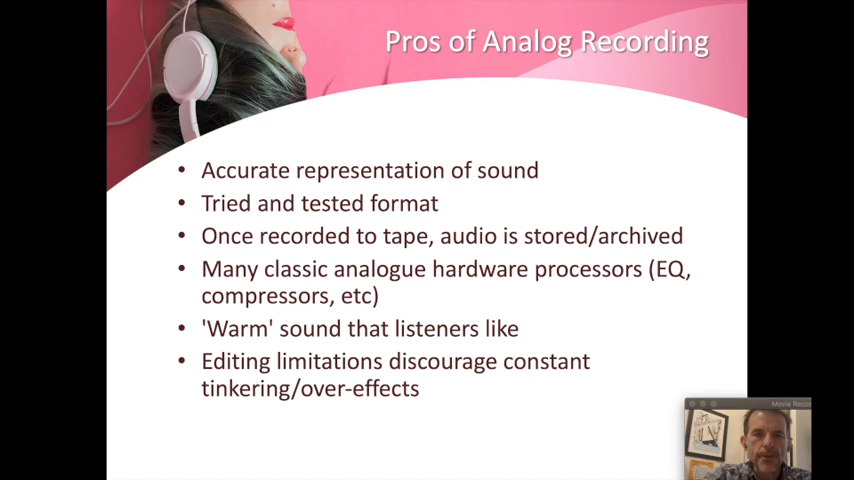 Pros of Analog Recording
• Accurate representation of sound
• Tried and tested format
• Once recorded to tape, audio is stored/archived
• Many classic analogue hardware processors (EQ,
compressors, etc)
• 'Warm' sound that listeners like
• Editing limitations discourage constant
tinkering/over-effects
Movie Recor